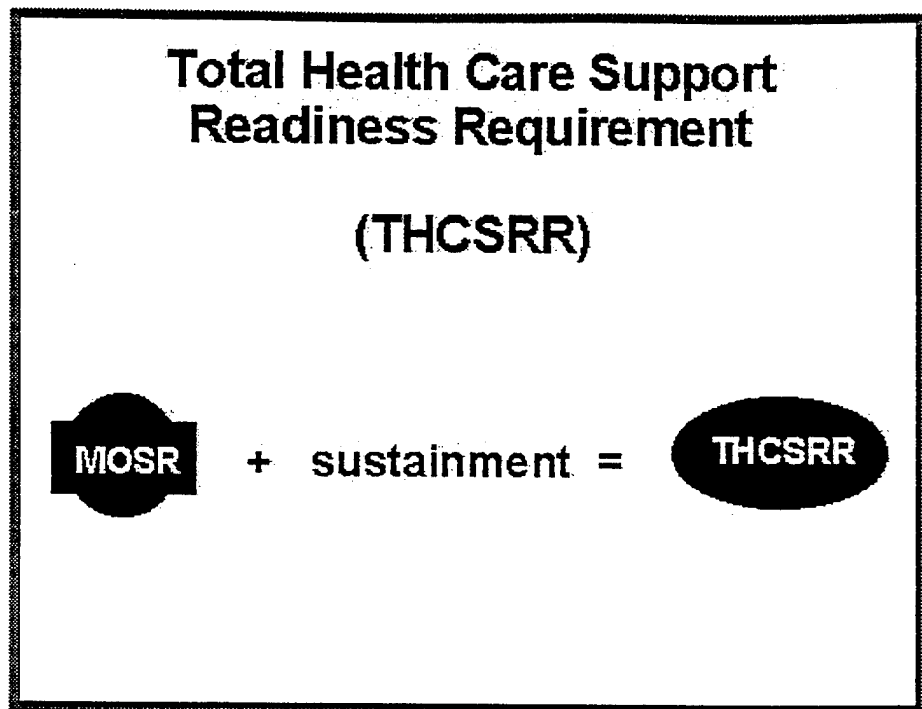 Total Health Care Support
Readiness Requirement
(THCSRR)
MOSR + sustainment = THCSRR